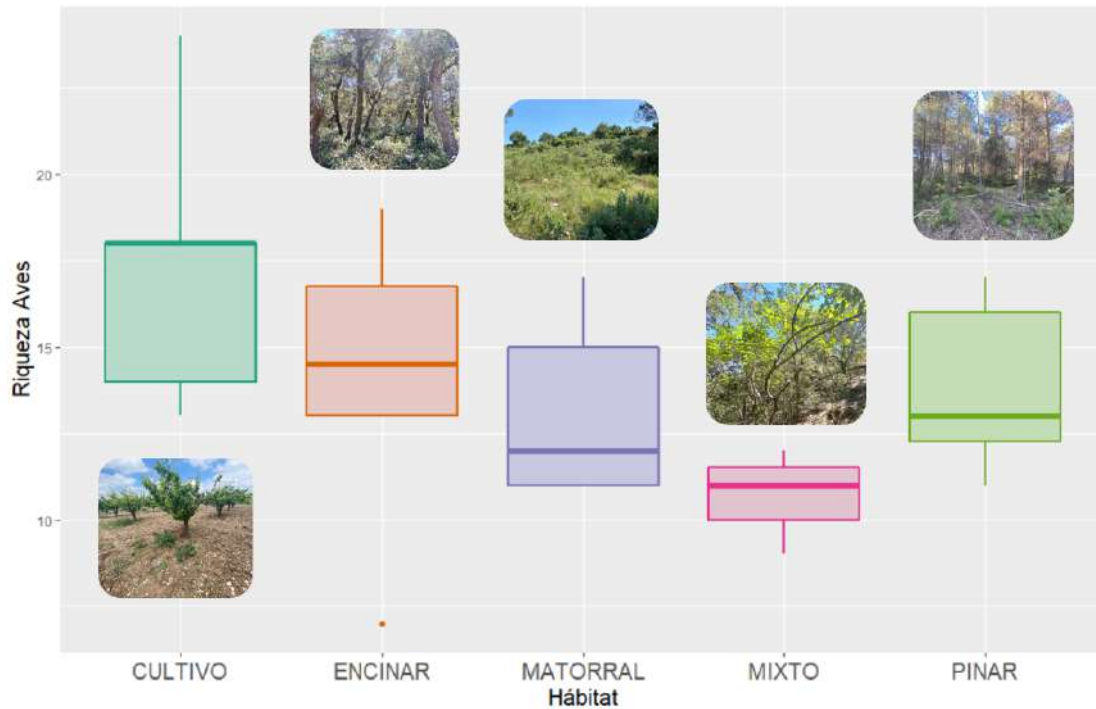 Riqueza Aves
20
15
10
CULTIVO ENCINAR MATORRAL MIXTO PINAR
Hábitat